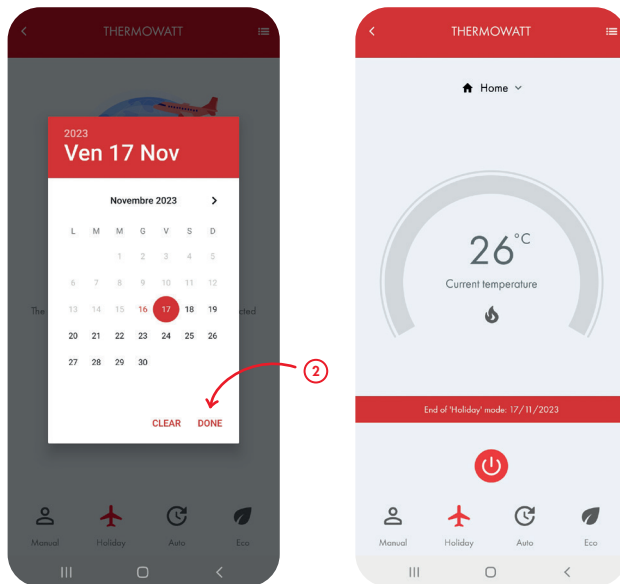 THERMOWATT
2023
Ven 17 Nov
Novembre 2023
L M M G V S D
1 2 3 4 5
6 7 8 9 10 11 12
The
13 14 15 16 17 18 19
cted
20 21 22 23 24 25 26
27 28 29 30
CLEAR DONE
2
Manual Holiday Auto Eco
THERMOWATT
Home
26°C
Current temperature
End of 'Holiday' mode: 17/11/2023
Manual Holiday Auto Eco